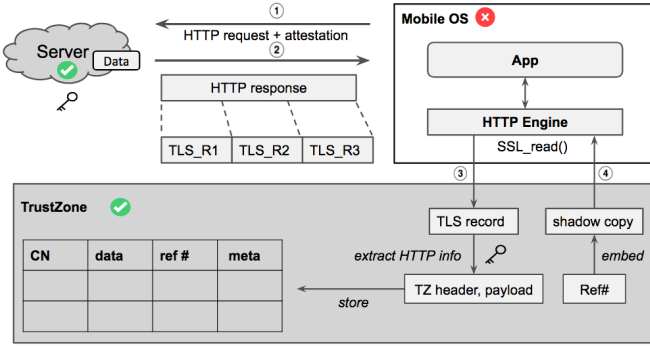 ①
HTTP request + attestation
②
Server
Data
HTTP response
TLS_R1 TLS_R2 TLS_R3
Mobile OS
App
HTTP Engine
SSL_read()
③
④
TrustZone
TLS record
shadow copy
extract HTTP info
embed
TZ header, payload
Ref#
store
CN data ref # meta